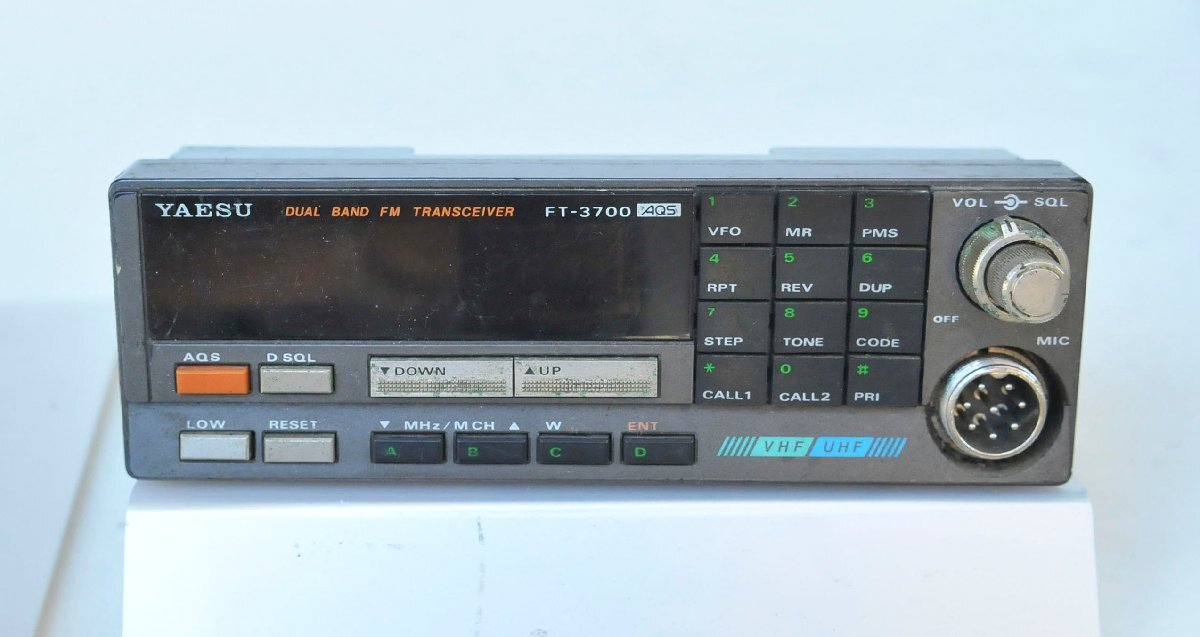 YAESU DUAL BAND FM TRANSCEIVER FT-3700 AQS
1 2 3
VFO MR PMS
4 5 6
RPT REV DUP
7 8 9
STEP TONE CODE
* 0 #
CALL1 CALL2 PRI
VOL SQL
OFF
MIC
AQS D SQL
▼DOWN ▲UP
LOW RESET
▼ MHz/M CH ▲ W ENT
A B C D
VHF UHF